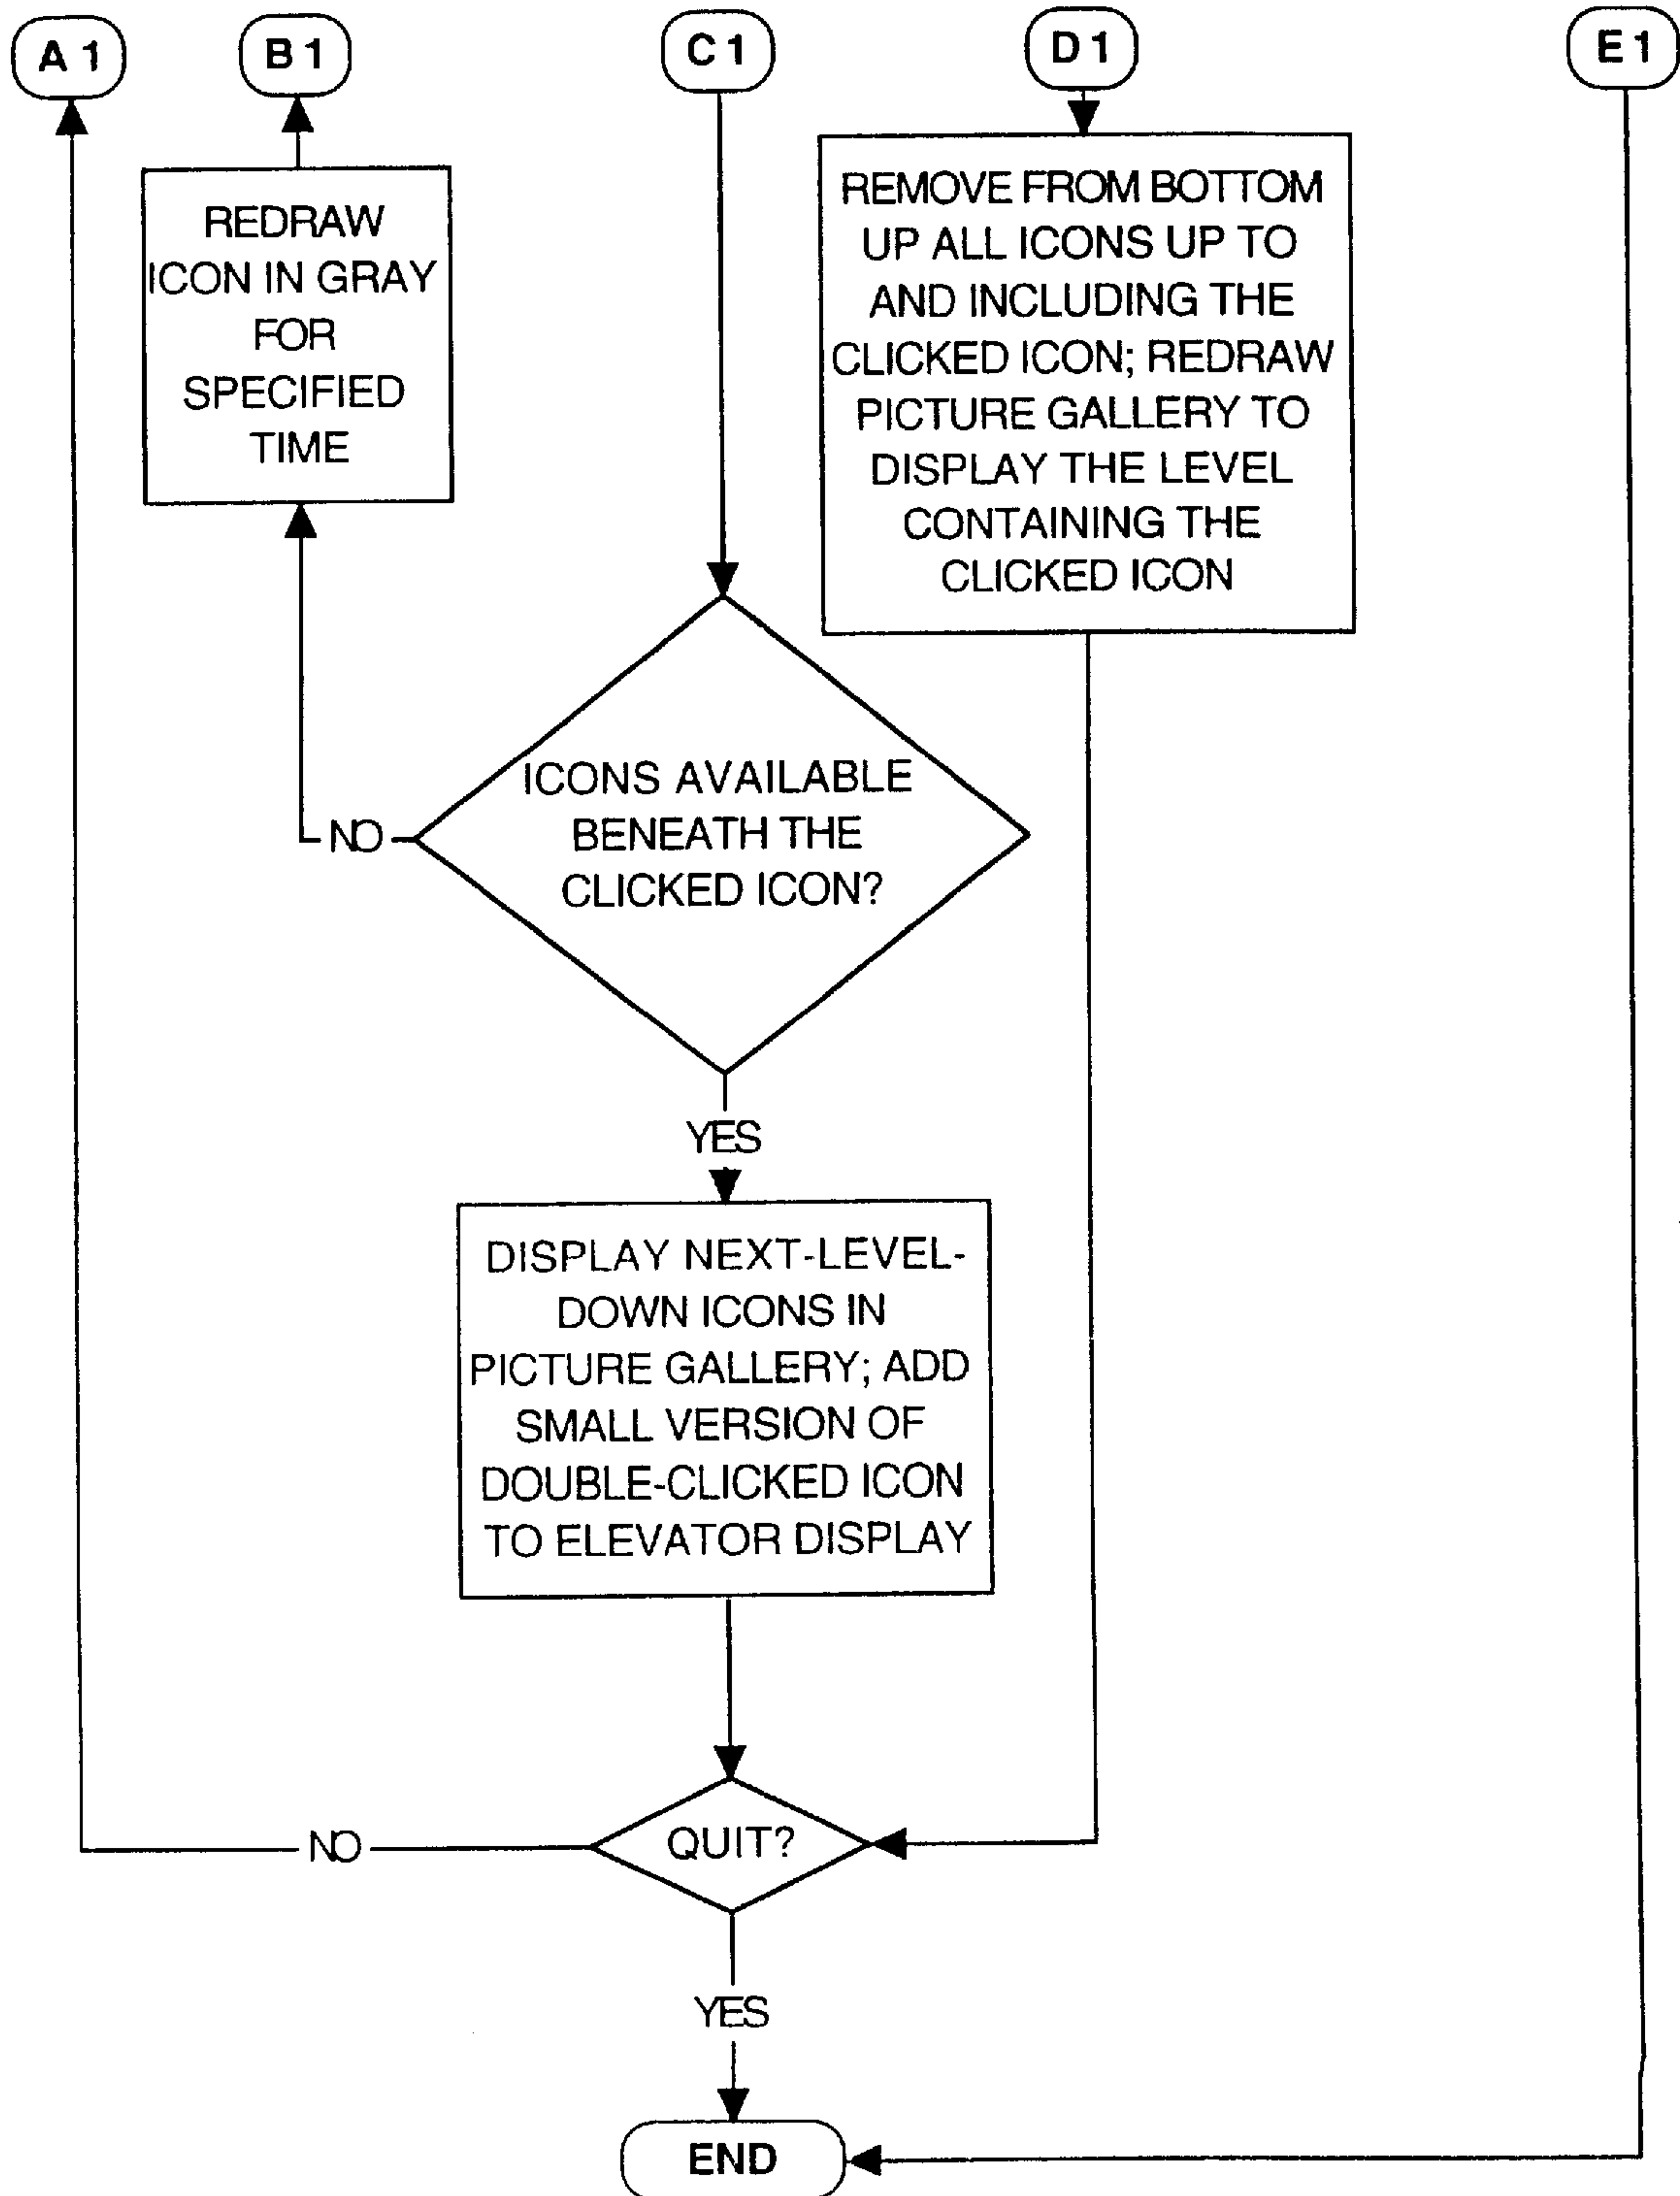 A 1
B 1
C 1
D 1
E 1
REDRAW
ICON IN GRAY
FOR
SPECIFIED
TIME
REMOVE FROM BOTTOM
UP ALL ICONS UP TO
AND INCLUDING THE
CLICKED ICON; REDRAW
PICTURE GALLERY TO
DISPLAY THE LEVEL
CONTAINING THE
CLICKED ICON
ICONS AVAILABLE
BENEATH THE
CLICKED ICON?
NO
YES
DISPLAY NEXT-LEVEL-
DOWN ICONS IN
PICTURE GALLERY; ADD
SMALL VERSION OF
DOUBLE-CLICKED ICON
TO ELEVATOR DISPLAY
QUIT?
NO
YES
END